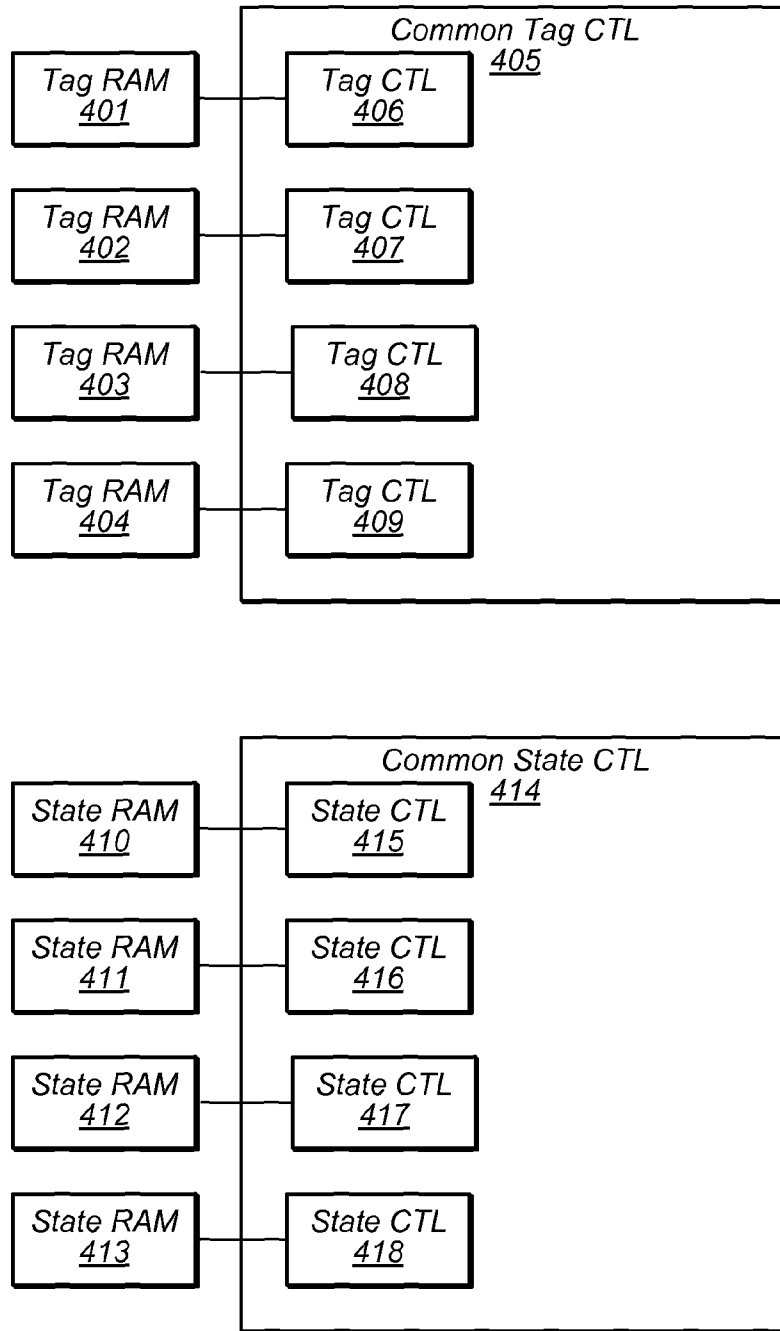 Common Tag CTL
405
Tag RAM
401
Tag CTL
406
Tag RAM
402
Tag CTL
407
Tag RAM
403
Tag CTL
408
Tag RAM
404
Tag CTL
409
Common State CTL
414
State RAM
410
State CTL
415
State RAM
411
State CTL
416
State RAM
412
State CTL
417
State RAM
413
State CTL
418